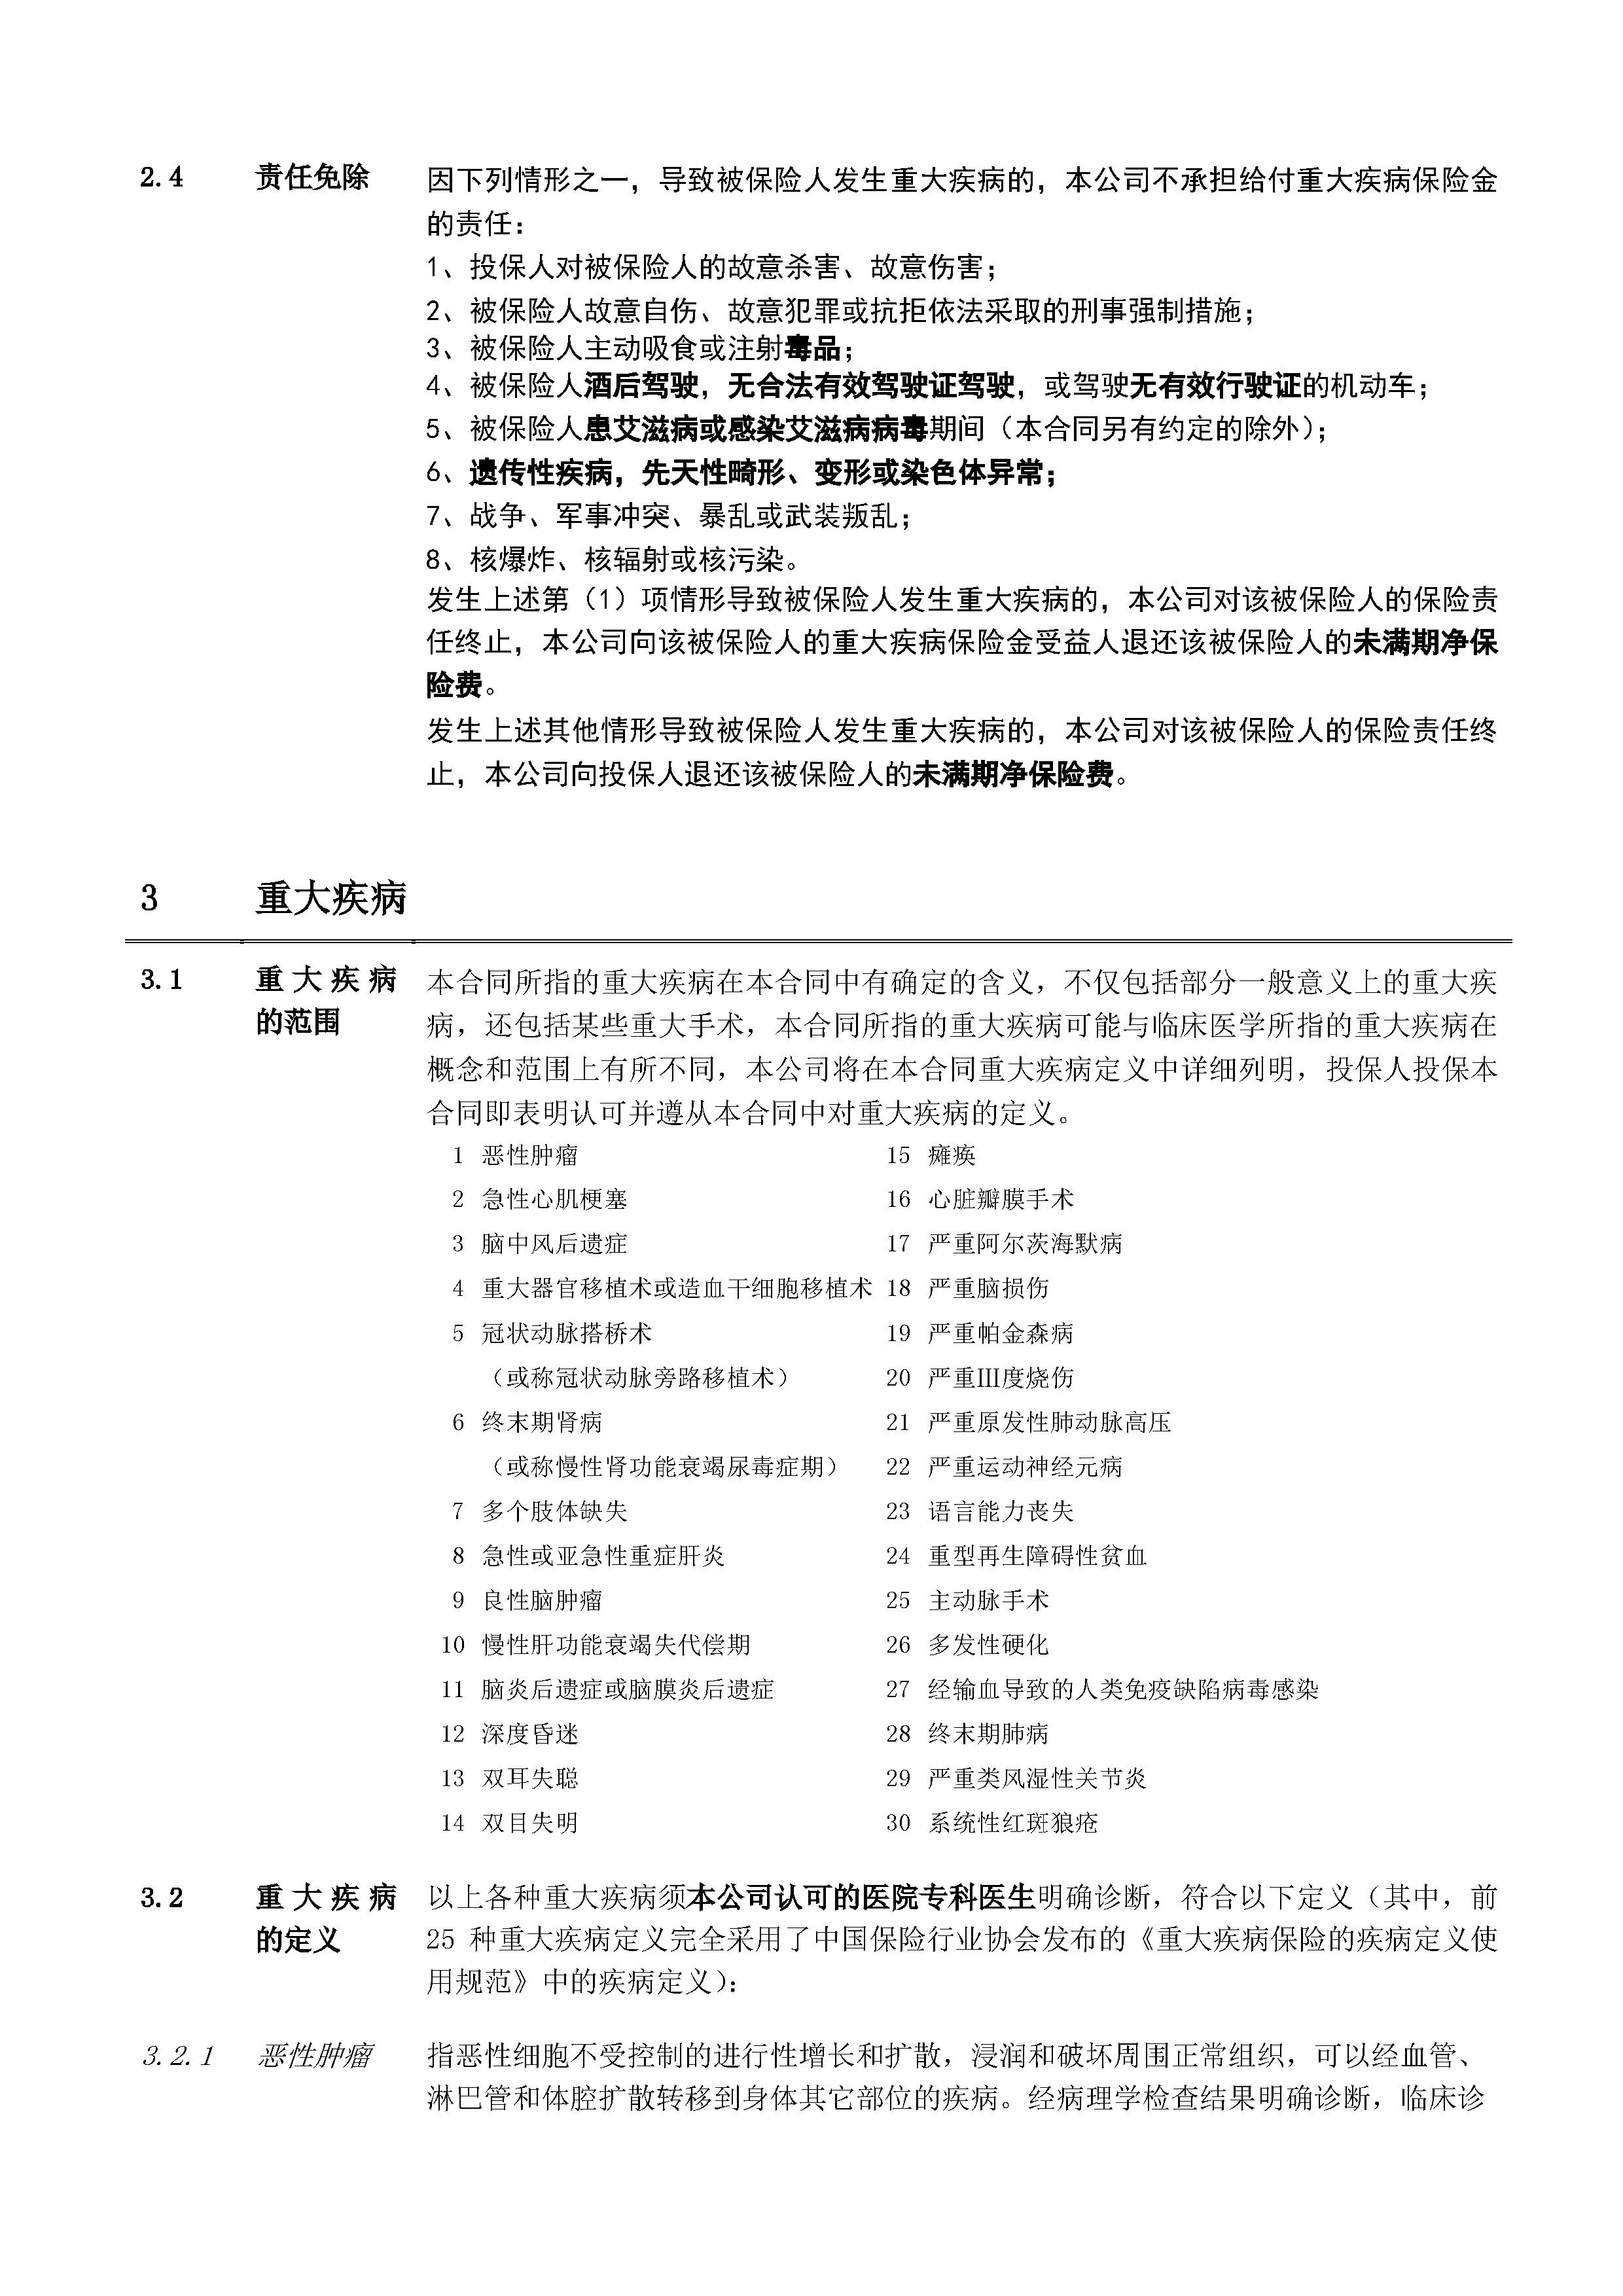 2.4 责任免除 因下列情形之一，导致被保险人发生重大疾病的，本公司不承担给付重大疾病保险金
的责任：
1、投保人对被保险人的故意杀害、故意伤害；
2、被保险人故意自伤、故意犯罪或抗拒依法采取的刑事强制措施；
3、被保险人主动吸食或注射毒品；
4、被保险人酒后驾驶，无合法有效驾驶证驾驶，或驾驶无有效行驶证的机动车；
5、被保险人患艾滋病或感染艾滋病病毒期间（本合同另有约定的除外）；
6、遗传性疾病，先天性畸形、变形或染色体异常；
7、战争、军事冲突、暴乱或武装叛乱；
8、核爆炸、核辐射或核污染。
发生上述第（1）项情形导致被保险人发生重大疾病的，本公司对该被保险人的保险责
任终止，本公司向该被保险人的重大疾病保险金受益人退还该被保险人的未满期净保
险费。
发生上述其他情形导致被保险人发生重大疾病的，本公司对该被保险人的保险责任终
止，本公司向投保人退还该被保险人的未满期净保险费。
3 重大疾病
3.1 重大疾病 本合同所指的重大疾病在本合同中有确定的含义，不仅包括部分一般意义上的重大疾
的范围 病，还包括某些重大手术，本合同所指的重大疾病可能与临床医学所指的重大疾病在
概念和范围上有所不同，本公司将在本合同重大疾病定义中详细列明，投保人投保本
合同即表明认可并遵从本合同中对重大疾病的定义。
1 恶性肿瘤 15 瘫痪
2 急性心肌梗塞 16 心脏瓣膜手术
3 脑中风后遗症 17 严重阿尔茨海默病
4 重大器官移植术或造血干细胞移植术 18 严重脑损伤
5 冠状动脉搭桥术 19 严重帕金森病
（或称冠状动脉旁路移植术） 20 严重Ⅲ度烧伤
6 终末期肾病 21 严重原发性肺动脉高压
（或称慢性肾功能衰竭尿毒症期） 22 严重运动神经元病
7 多个肢体缺失 23 语言能力丧失
8 急性或亚急性重症肝炎 24 重型再生障碍性贫血
9 良性脑肿瘤 25 主动脉手术
10 慢性肝功能衰竭失代偿期 26 多发性硬化
11 脑炎后遗症或脑膜炎后遗症 27 经输血导致的人类免疫缺陷病毒感染
12 深度昏迷 28 终末期肺病
13 双耳失聪 29 严重类风湿性关节炎
14 双目失明 30 系统性红斑狼疮
3.2 重大疾病 以上各种重大疾病须本公司认可的医院专科医生明确诊断，符合以下定义（其中，前
的定义 25 种重大疾病定义完全采用了中国保险行业协会发布的《重大疾病保险的疾病定义使
用规范》中的疾病定义）：
3.2.1 恶性肿瘤 指恶性细胞不受控制的进行性增长和扩散，浸润和破坏周围正常组织，可以经血管、
淋巴管和体腔扩散转移到身体其它部位的疾病。经病理学检查结果明确诊断，临床诊